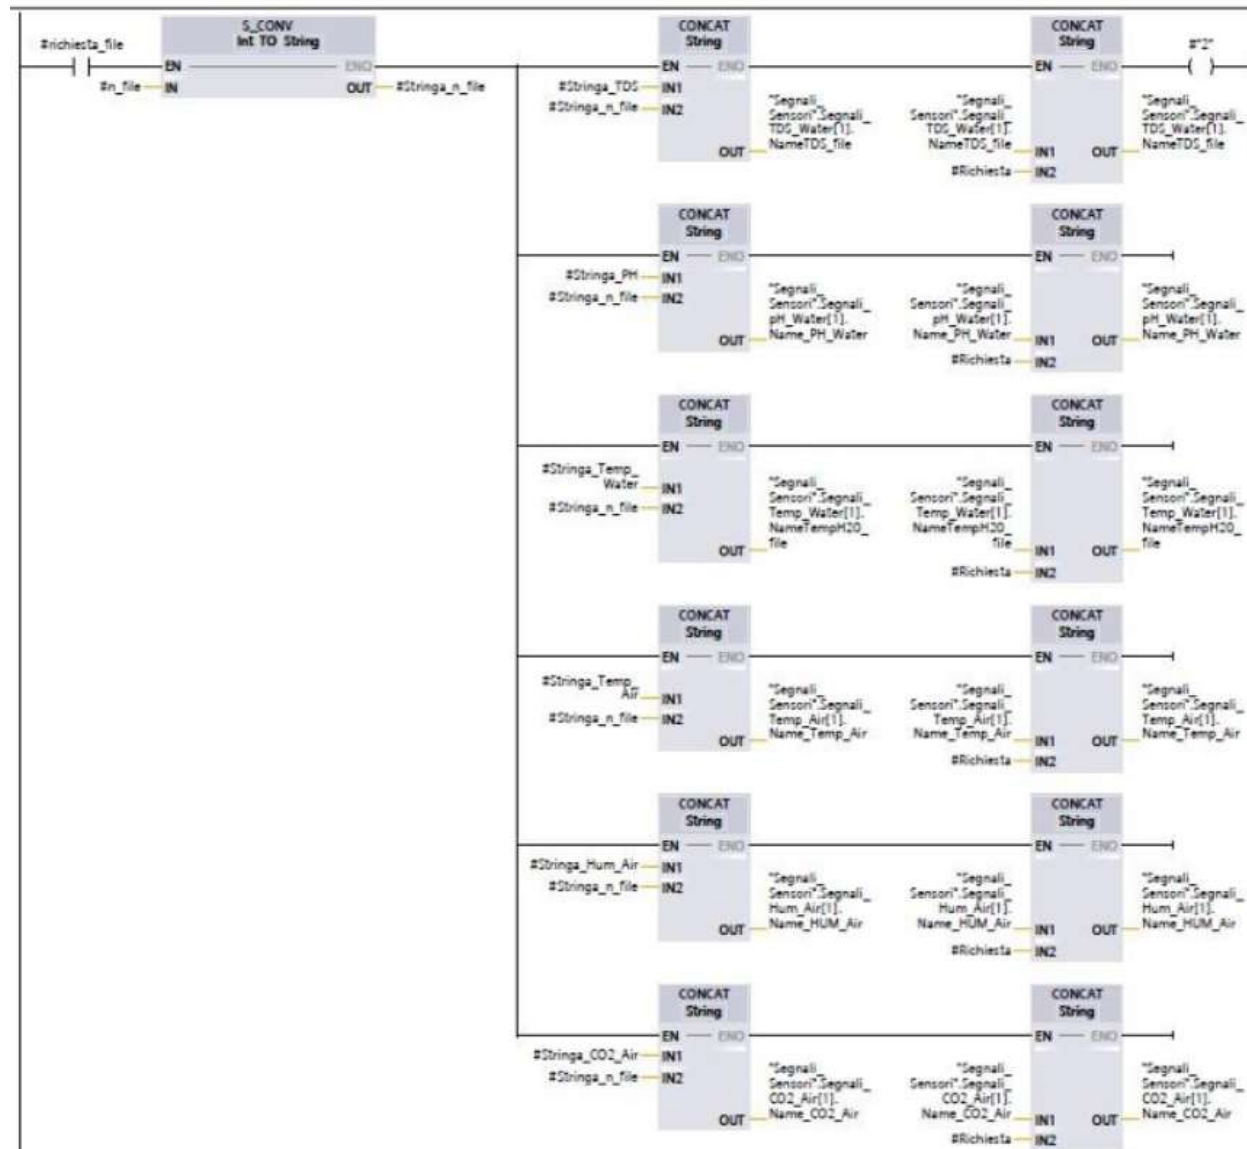 #richiesta_file
S_CONV
Int TO String
EN
ENO
#n_file
IN
OUT
#Stringa_n_file
CONCAT
String
EN
ENO
#Stringa_TDS
IN1
#Stringa_n_file
IN2
OUT
"Segnali_
Sensori".Segnali_
TDS_Water[1].
NameTDS_file
CONCAT
String
EN
ENO
"Segnali_
Sensori".Segnali_
TDS_Water[1].
NameTDS_file
IN1
#Richiesta
IN2
OUT
"Segnali_
Sensori".Segnali_
TDS_Water[1].
NameTDS_file
#"2"
CONCAT
String
EN
ENO
#Stringa_PH
IN1
#Stringa_n_file
IN2
OUT
"Segnali_
Sensori".Segnali_
pH_Water[1].
Name_PH_Water
CONCAT
String
EN
ENO
"Segnali_
Sensori".Segnali_
pH_Water[1].
Name_PH_Water
IN1
#Richiesta
IN2
OUT
"Segnali_
Sensori".Segnali_
pH_Water[1].
Name_PH_Water
CONCAT
String
EN
ENO
#Stringa_Temp_
Water
IN1
#Stringa_n_file
IN2
OUT
"Segnali_
Sensori".Segnali_
Temp_Water[1].
NameTempH20_
file
CONCAT
String
EN
ENO
"Segnali_
Sensori".Segnali_
Temp_Water[1].
NameTempH20_
file
IN1
#Richiesta
IN2
OUT
"Segnali_
Sensori".Segnali_
Temp_Water[1].
NameTempH20_
file
CONCAT
String
EN
ENO
#Stringa_Temp_
Air
IN1
#Stringa_n_file
IN2
OUT
"Segnali_
Sensori".Segnali_
Temp_Air[1].
Name_Temp_Air
CONCAT
String
EN
ENO
"Segnali_
Sensori".Segnali_
Temp_Air[1].
Name_Temp_Air
IN1
#Richiesta
IN2
OUT
"Segnali_
Sensori".Segnali_
Temp_Air[1].
Name_Temp_Air
CONCAT
String
EN
ENO
#Stringa_Hum_Air
IN1
#Stringa_n_file
IN2
OUT
"Segnali_
Sensori".Segnali_
Hum_Air[1].
Name_HUM_Air
CONCAT
String
EN
ENO
"Segnali_
Sensori".Segnali_
Hum_Air[1].
Name_HUM_Air
IN1
#Richiesta
IN2
OUT
"Segnali_
Sensori".Segnali_
Hum_Air[1].
Name_HUM_Air
CONCAT
String
EN
ENO
#Stringa_CO2_Air
IN1
#Stringa_n_file
IN2
OUT
"Segnali_
Sensori".Segnali_
CO2_Air[1].
Name_CO2_Air
CONCAT
String
EN
ENO
"Segnali_
Sensori".Segnali_
CO2_Air[1].
Name_CO2_Air
IN1
#Richiesta
IN2
OUT
"Segnali_
Sensori".Segnali_
CO2_Air[1].
Name_CO2_Air